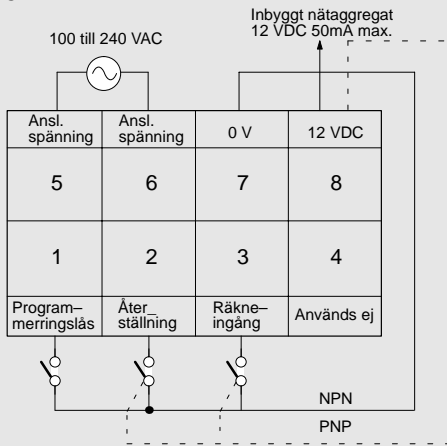 Inbyggt nätaggregat
12 VDC 50mA max.
100 till 240 VAC
Ansl.
spänning
Ansl.
spänning
0 V
12 VDC
5
6
7
8
1
2
3
4
Program–
merringslås
Åter_
ställning
Räkne–
ingång
Används ej
NPN
PNP